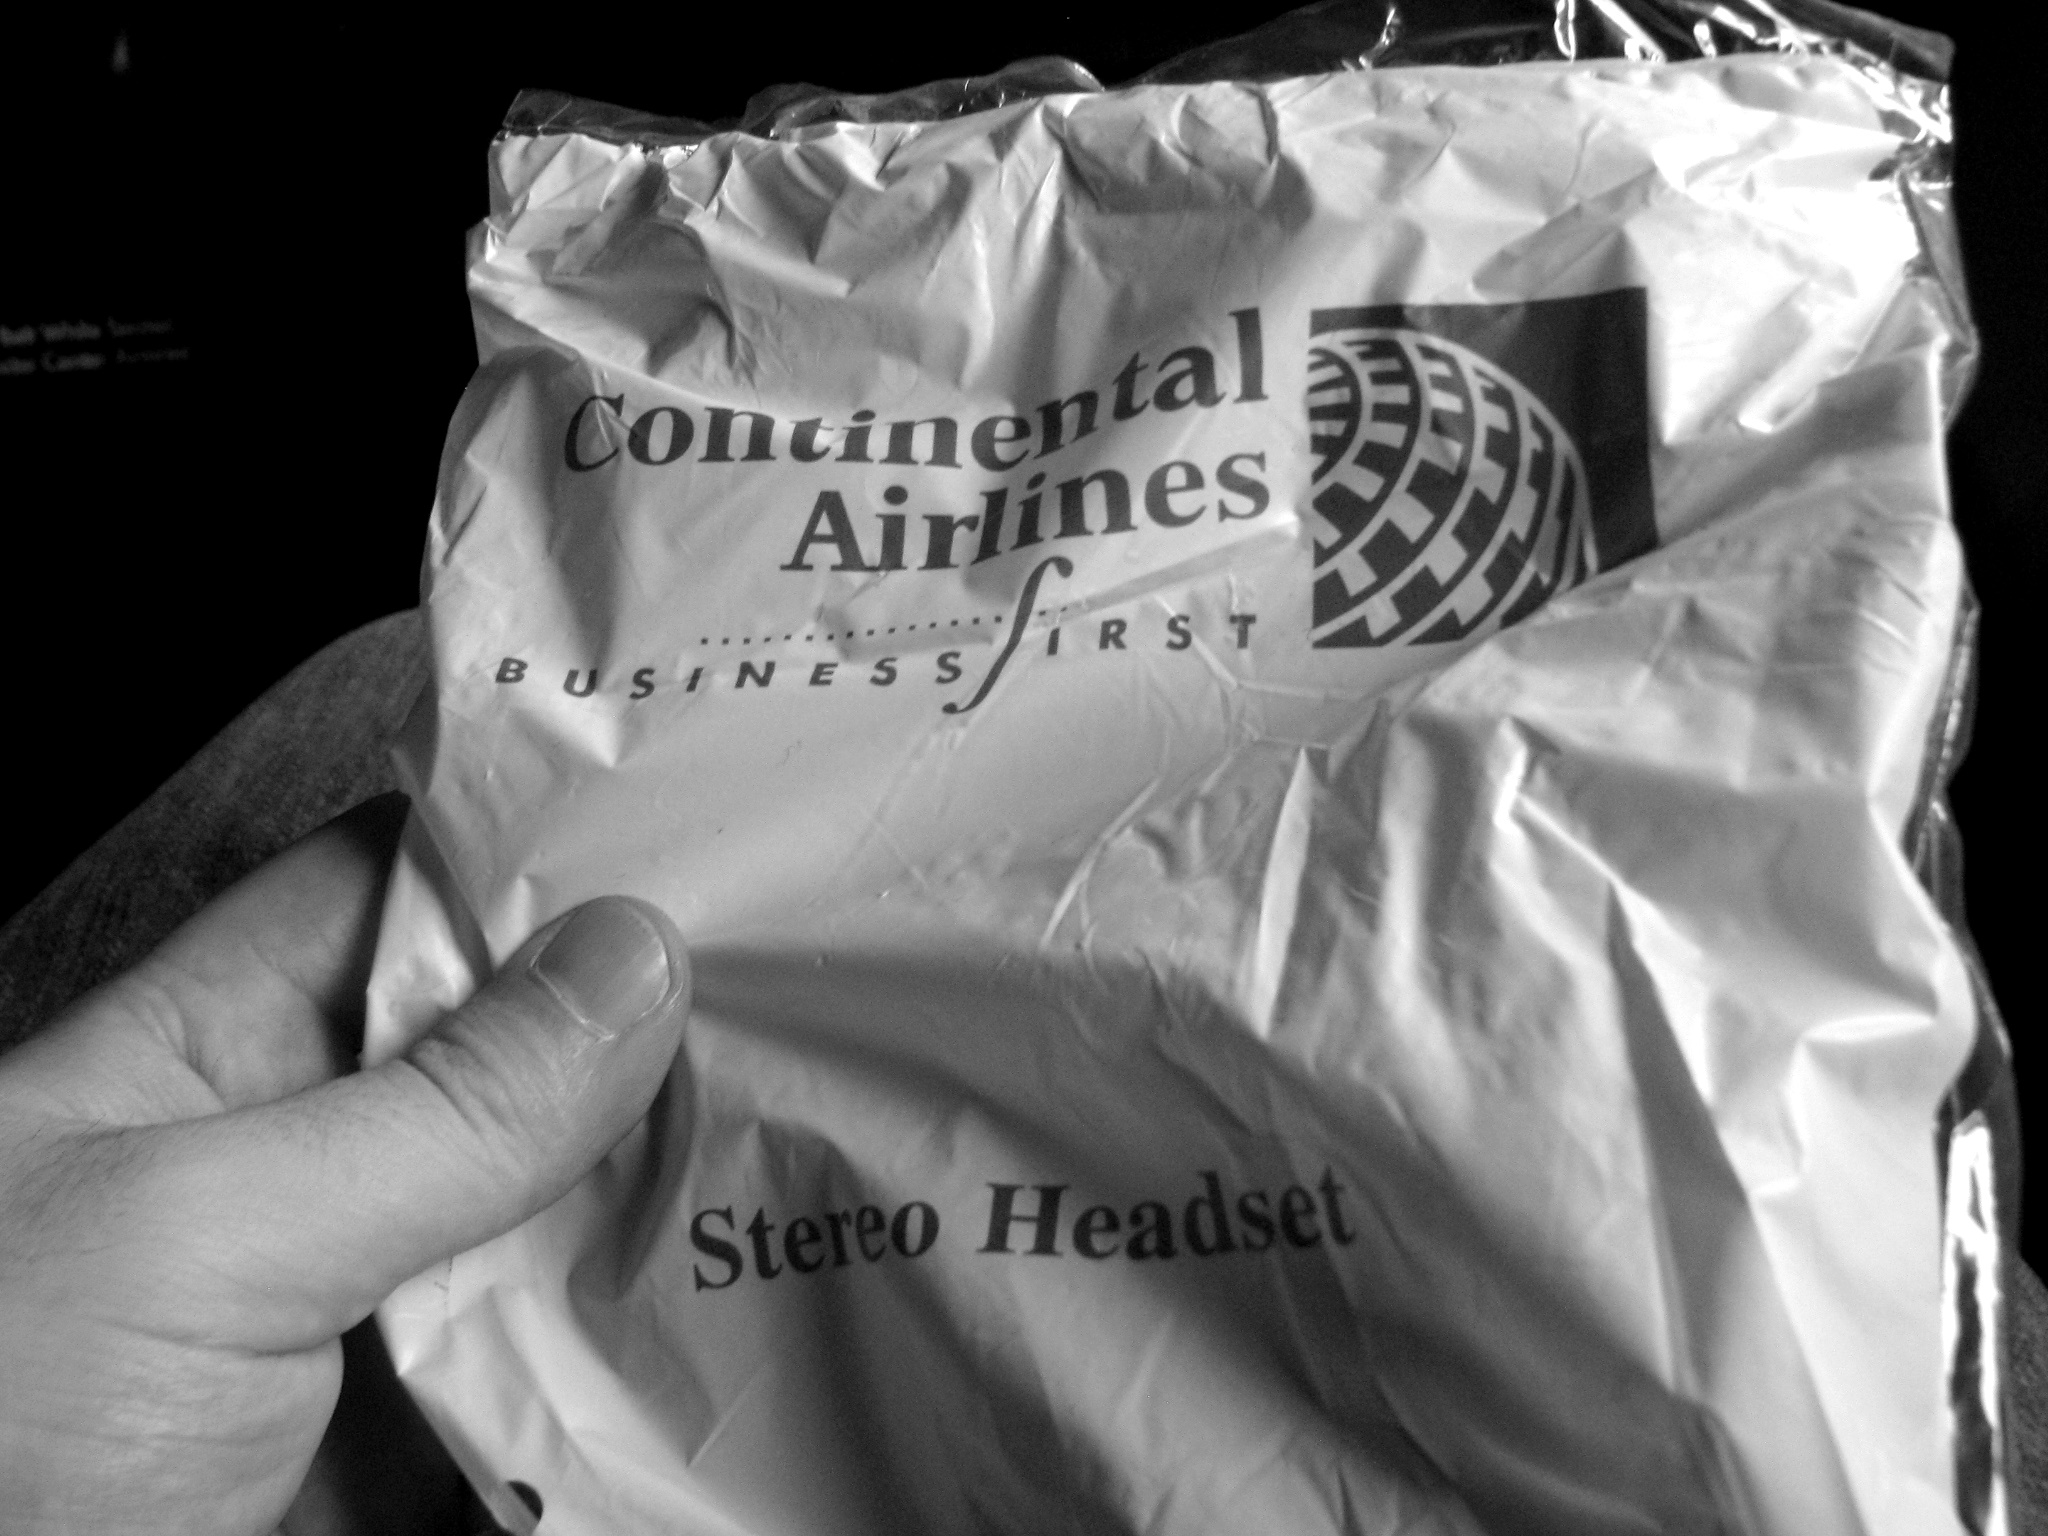 Continental
Airlines
BUSINESSfIRST
Stereo Headset